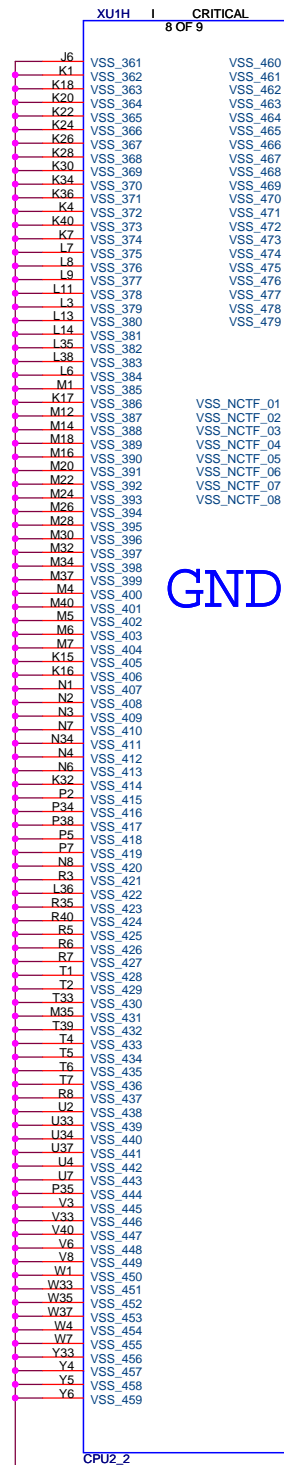 XU1H I CRITICAL
8 OF 9
J6 VSS_361 VSS_460
K1 VSS_362 VSS_461
K18 VSS_363 VSS_462
K20 VSS_364 VSS_463
K22 VSS_365 VSS_464
K24 VSS_366 VSS_465
K26 VSS_367 VSS_466
K28 VSS_368 VSS_467
K30 VSS_369 VSS_468
K34 VSS_370 VSS_469
K36 VSS_371 VSS_470
K4 VSS_372 VSS_471
K40 VSS_373 VSS_472
K7 VSS_374 VSS_473
L7 VSS_375 VSS_474
L8 VSS_376 VSS_475
L9 VSS_377 VSS_476
L11 VSS_378 VSS_477
L3 VSS_379 VSS_478
L13 VSS_380 VSS_479
L14 VSS_381
L35 VSS_382
L38 VSS_383
L6 VSS_384
M1 VSS_385
K17 VSS_386 VSS_NCTF_01
M12 VSS_387 VSS_NCTF_02
M14 VSS_388 VSS_NCTF_03
M18 VSS_389 VSS_NCTF_04
M16 VSS_390 VSS_NCTF_05
M20 VSS_391 VSS_NCTF_06
M22 VSS_392 VSS_NCTF_07
M24 VSS_393 VSS_NCTF_08
M26 VSS_394
M28 VSS_395
M30 VSS_396
M32 VSS_397
M34 VSS_398
M37 VSS_399
GND
M4 VSS_400
M40 VSS_401
M5 VSS_402
M6 VSS_403
M7 VSS_404
K15 VSS_405
K16 VSS_406
N1 VSS_407
N2 VSS_408
N3 VSS_409
N7 VSS_410
N34 VSS_411
N4 VSS_412
N6 VSS_413
K32 VSS_414
P2 VSS_415
P34 VSS_416
P38 VSS_417
P5 VSS_418
P7 VSS_419
N8 VSS_420
R3 VSS_421
L36 VSS_422
R35 VSS_423
R40 VSS_424
R5 VSS_425
R6 VSS_426
R7 VSS_427
T1 VSS_428
T2 VSS_429
T33 VSS_430
M35 VSS_431
T39 VSS_432
T4 VSS_433
T5 VSS_434
T6 VSS_435
T7 VSS_436
R8 VSS_437
U2 VSS_438
U33 VSS_439
U34 VSS_440
U37 VSS_441
U4 VSS_442
U7 VSS_443
P35 VSS_444
V3 VSS_445
V33 VSS_446
V40 VSS_447
V6 VSS_448
V8 VSS_449
W1 VSS_450
W33 VSS_451
W35 VSS_452
W37 VSS_453
W4 VSS_454
W7 VSS_455
Y33 VSS_456
Y4 VSS_457
Y5 VSS_458
Y6 VSS_459
CPU2_2